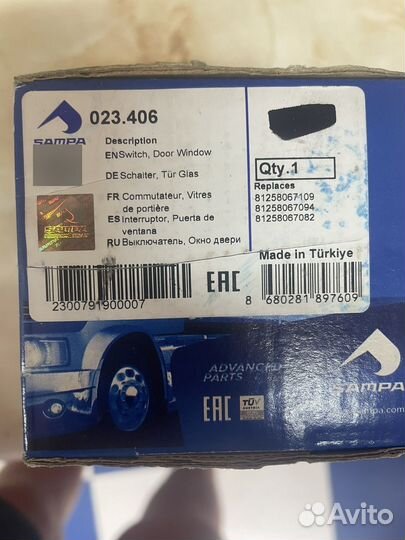 SAMPA
023.406
Description
EN Switch, Door Window
DE Schalter, Tür Glas
FR Commutateur, Vitres
de portière
ES Interruptor, Puerta de
ventana
RU Выключатель, Окно двери
Qty.1
Replaces
81258067109
81258067094
81258067082
Made in Türkiye
EAC
2300791900007
8 680281 897609
ADVANCED
PARTS
EAC
TÜV
AUSTRIA
SAMPA
sampa.com
Avito